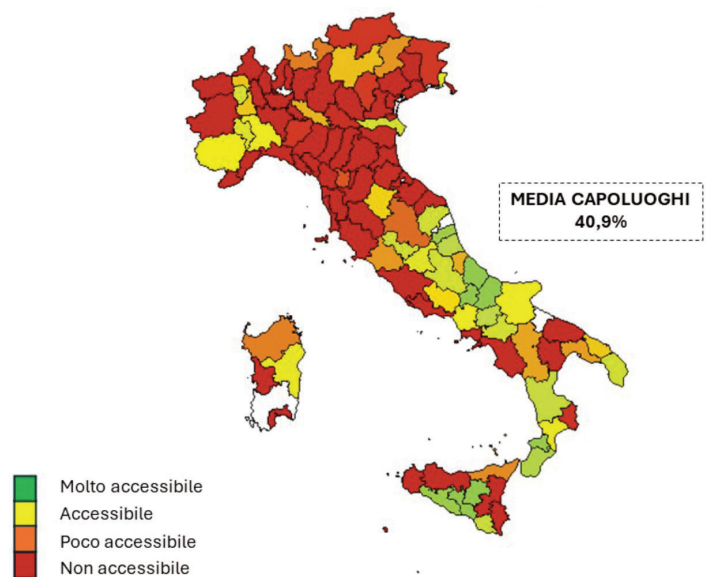 MEDIA CAPOLUOGHI
40,9%
Molto accessibile
Accessibile
Poco accessibile
Non accessibile